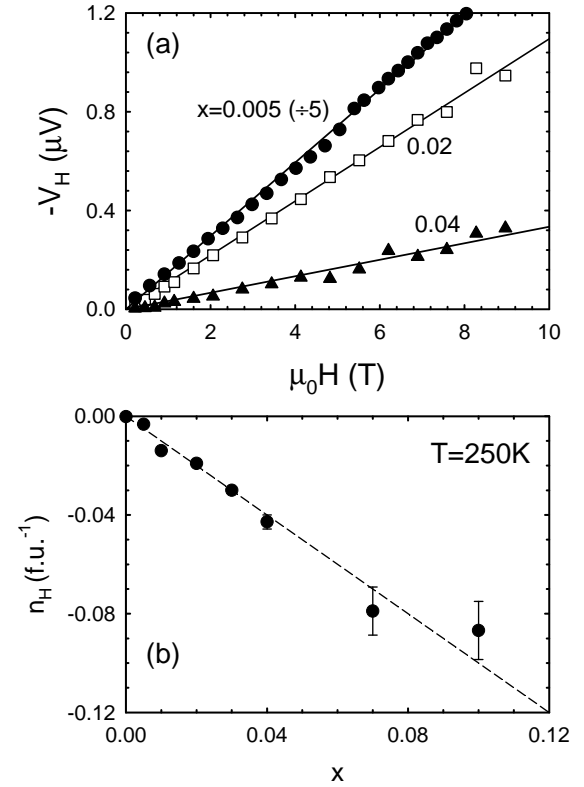 (a)
1.2
0.8
0.4
0.0
-V_H (μV)
x=0.005 (÷5)
0.02
0.04
0 2 4 6 8 10
μ₀H (T)
0.00
-0.04
-0.08
-0.12
n_H (f.u.⁻¹)
T=250K
(b)
0.00 0.04 0.08 0.12
x